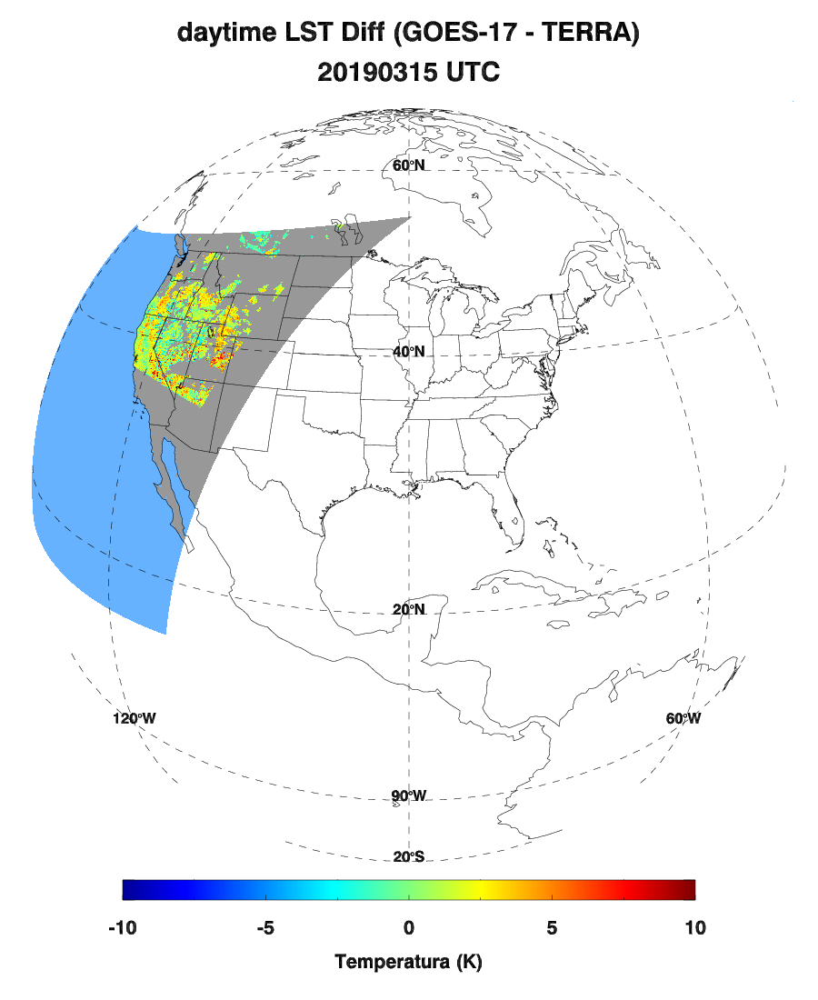 daytime LST Diff (GOES-17 - TERRA)
20190315 UTC
60°N
40°N
20°N
120°W
60°W
90°W
20°S
-10 -5 0 5 10
Temperatura (K)